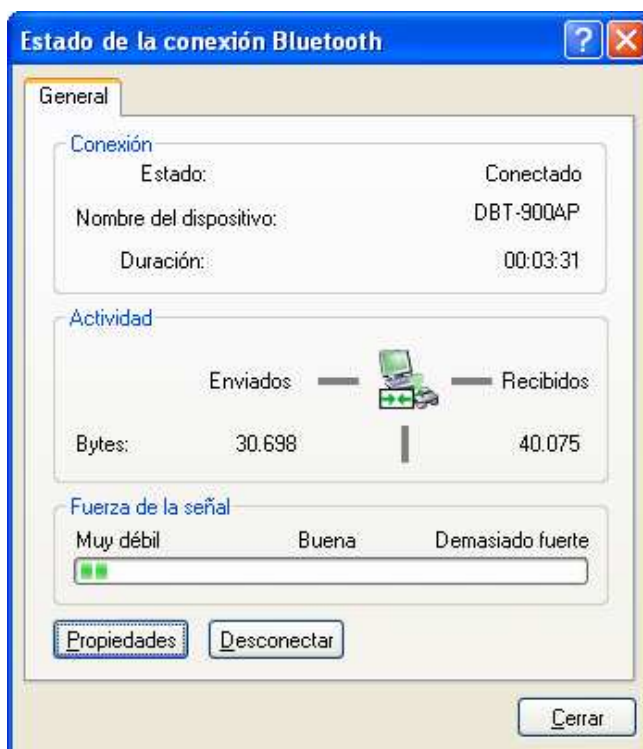 Estado de la conexión Bluetooth
General
Conexión
Estado: Conectado
Nombre del dispositivo: DBT-900AP
Duración: 00:03:31
Actividad
Enviados Recibidos
Bytes: 30.698 40.075
Fuerza de la señal
Muy débil Buena Demasiado fuerte
Propiedades Desconectar
Cerrar